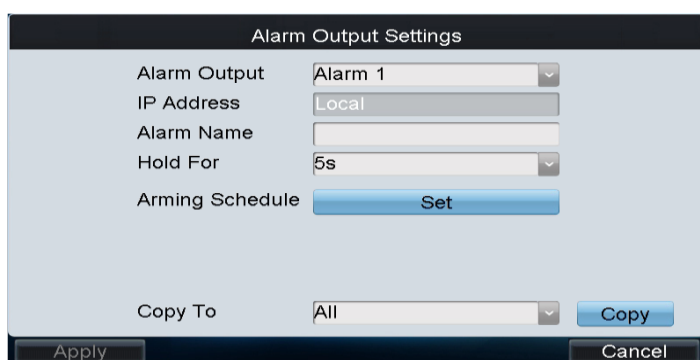 Alarm Output Settings
Alarm Output Alarm 1
IP Address Local
Alarm Name
Hold For 5s
Arming Schedule Set
Copy To All Copy
Apply Cancel